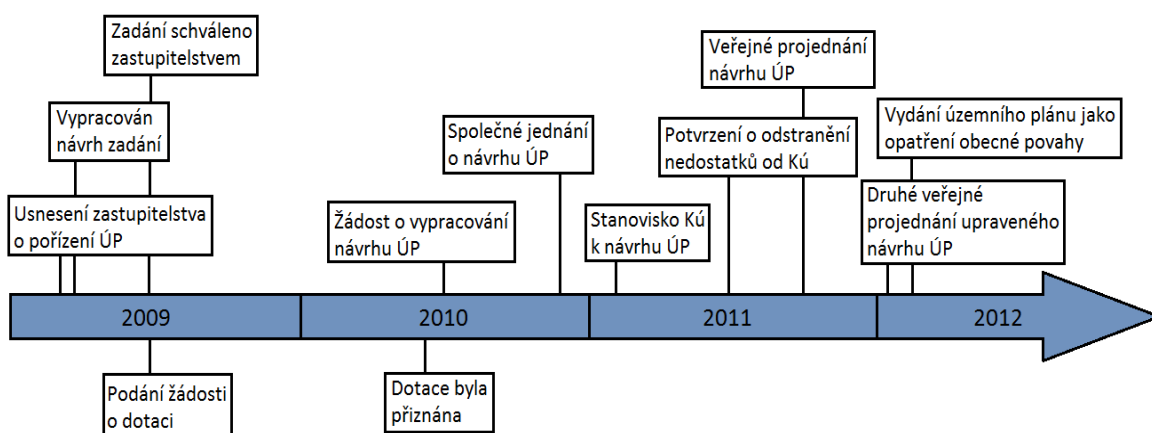 Zadání schváleno
zastupitelstvem
Vypracován
návrh zadání
Usnesení zastupitelstva
o pořízení ÚP
Žádost o vypracování
návrhu ÚP
Společné jednání
o návrhu ÚP
Stanovisko Kú
k návrhu ÚP
Potvrzení o odstranění
nedostatků od Kú
Veřejné projednání
návrhu ÚP
Vydání územního plánu jako
opatření obecné povahy
Druhé veřejné
projednání upraveného
návrhu ÚP
2009
2010
2011
2012
Podání žádosti
o dotaci
Dotace byla
přiznána